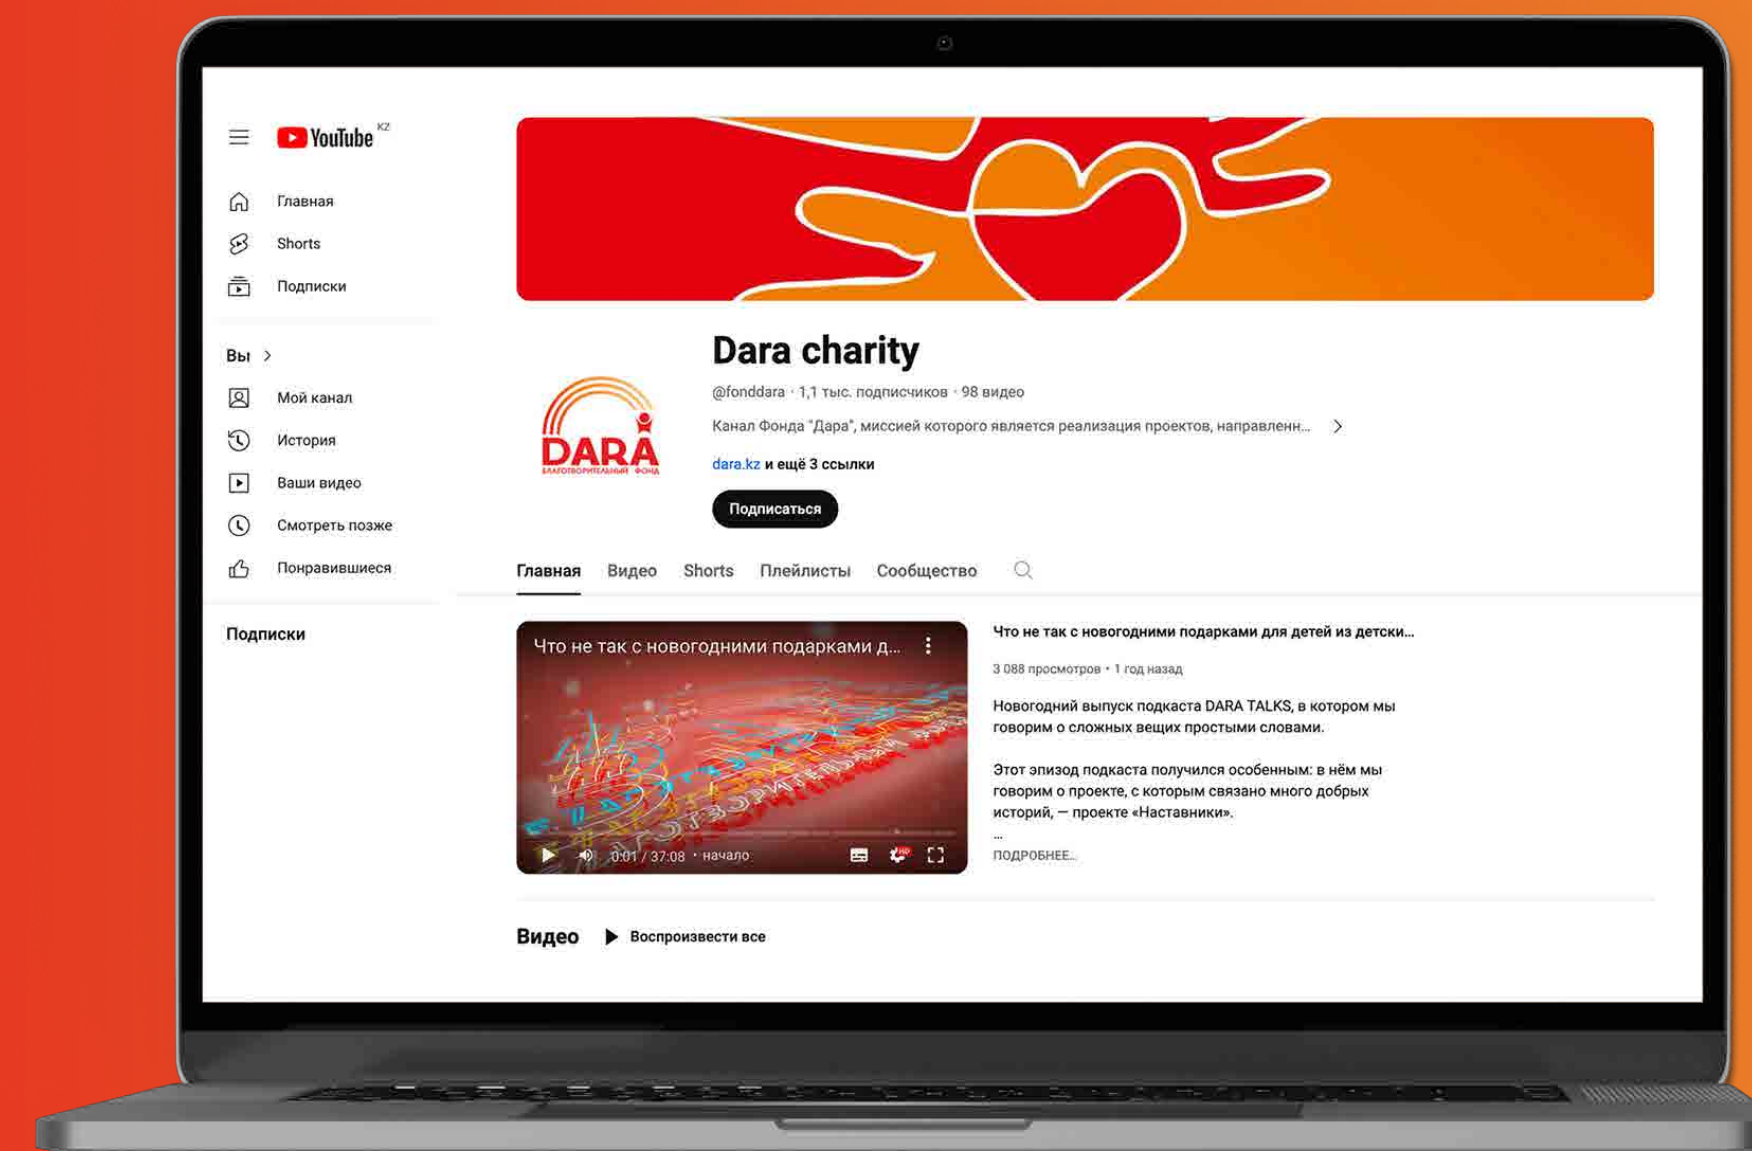 YouTube KZ
Главная
Shorts
Подписки
Вы
Мой канал
История
Ваши видео
Смотреть позже
Понравившиеся
Подписки
Dara charity
@fonddara · 1,1 тыс. подписчиков · 98 видео
Канал Фонда "Дара", миссией которого является реализация проектов, направленн...
dara.kz и ещё 3 ссылки
Подписаться
DARA
БЛАГОТВОРИТЕЛЬНЫЙ ФОНД
Главная Видео Shorts Плейлисты Сообщество
Что не так с новогодними подарками д...
0:01 / 37:08 · начало
HD
Что не так с новогодними подарками для детей из детски...
3 088 просмотров • 1 год назад
Новогодний выпуск подкаста DARA TALKS, в котором мы
говорим о сложных вещих простыми словами.
Этот эпизод подкаста получился особенным: в нём мы
говорим о проекте, с которым связано много добрых
историй, — проекте «Наставники».
...
ПОДРОБНЕЕ...
Видео Воспроизвести все